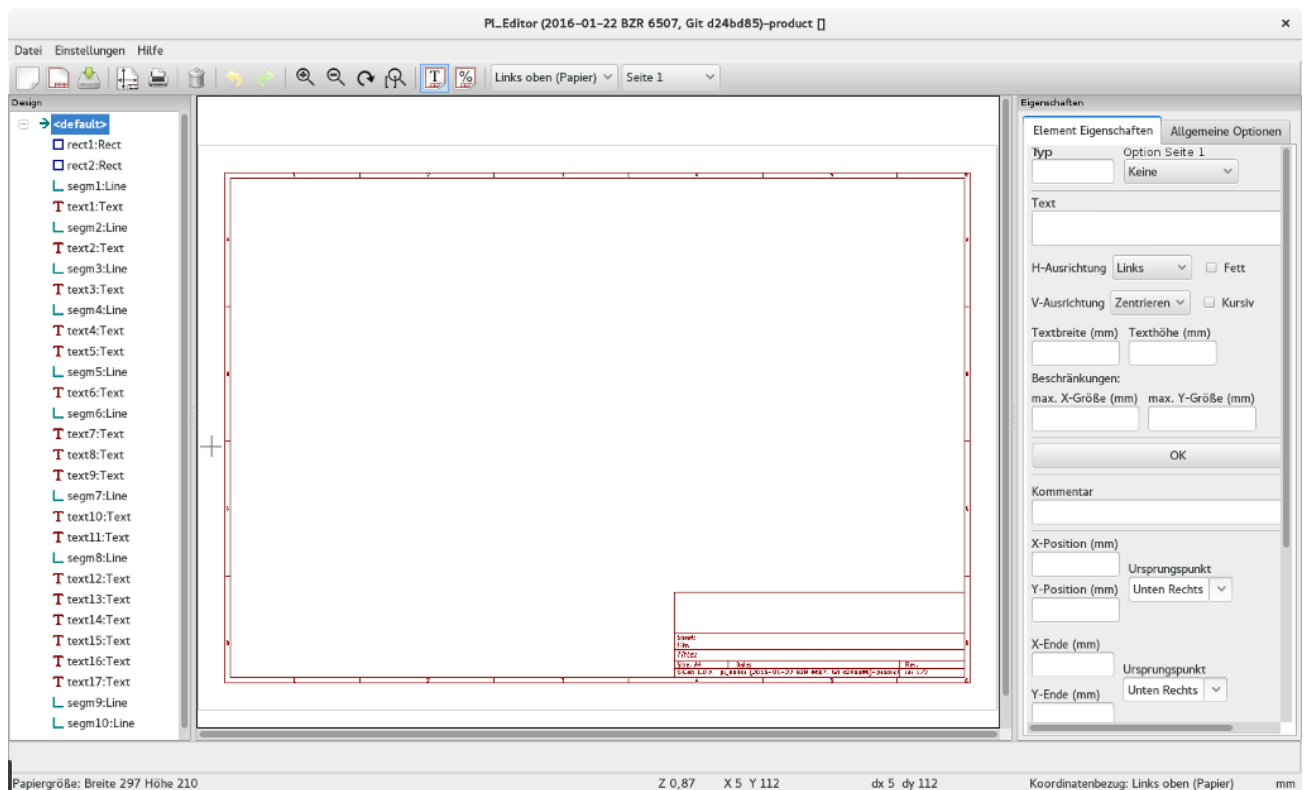 Pl_Editor (2016-01-22 BZR 6507, Git d24bd85)-product []
×
Datei Einstellungen Hilfe
Links oben (Papier) Seite 1
Design
<default>
rect1:Rect
rect2:Rect
segm1:Line
text1:Text
segm2:Line
text2:Text
segm3:Line
text3:Text
segm4:Line
text4:Text
text5:Text
segm5:Line
text6:Text
segm6:Line
text7:Text
text8:Text
text9:Text
segm7:Line
text10:Text
text11:Text
segm8:Line
text12:Text
text13:Text
text14:Text
text15:Text
text16:Text
text17:Text
segm9:Line
segm10:Line
Sheet:
File:
Title:
Size: A4 Date: Rev:
Eigenschaften
Element Eigenschaften Allgemeine Optionen
Typ Option Seite 1
Keine
Text
H-Ausrichtung Links Fett
V-Ausrichtung Zentrieren Kursiv
Textbreite (mm) Texthöhe (mm)
Beschränkungen:
max. X-Größe (mm) max. Y-Größe (mm)
OK
Kommentar
X-Position (mm)
Ursprungspunkt
Y-Position (mm) Unten Rechts
X-Ende (mm)
Ursprungspunkt
Y-Ende (mm) Unten Rechts
Papiergröße: Breite 297 Höhe 210 Z 0,87 X 5 Y 112 dx 5 dy 112 Koordinatenbezug: Links oben (Papier) mm